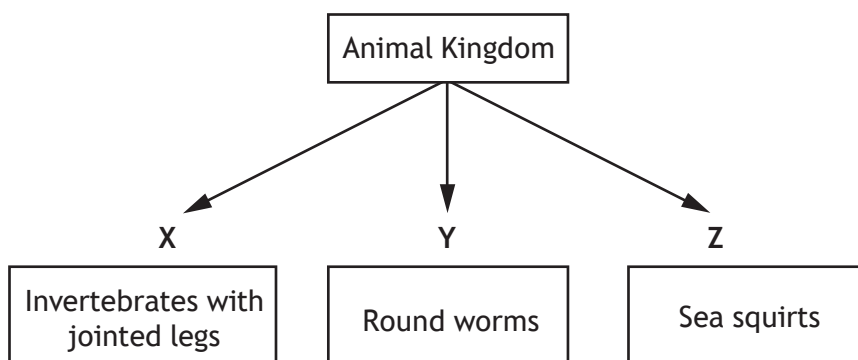 Animal Kingdom
X
Y
Z
Invertebrates with
jointed legs
Round worms
Sea squirts